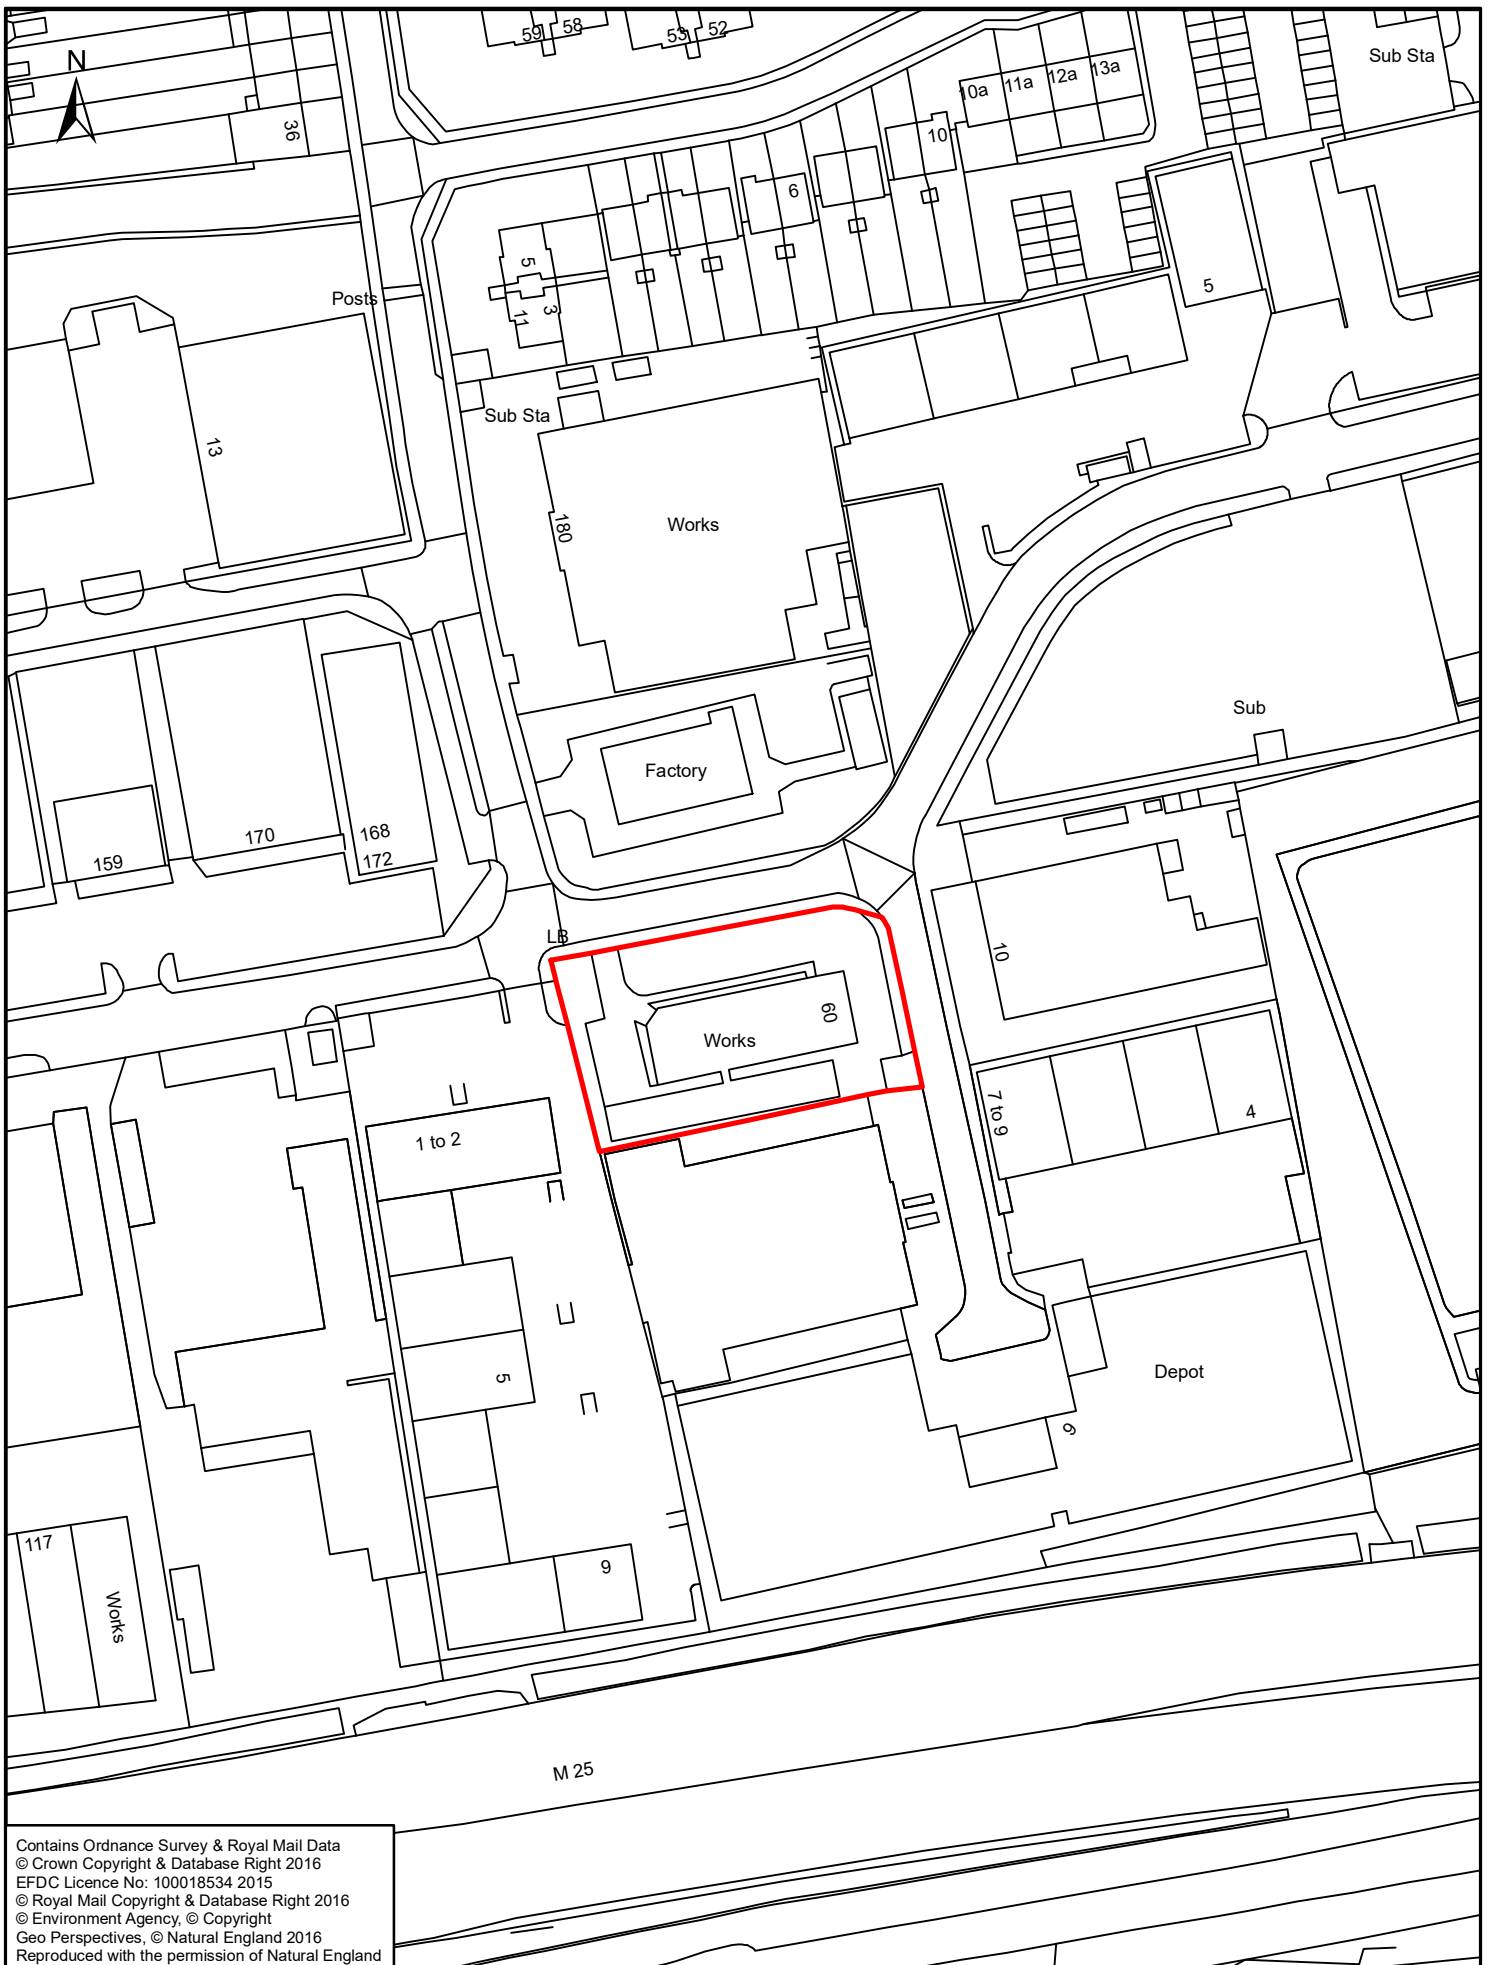 59
58
53
52
Sub Sta
N
10a
11a
12a
13a
36
10
6
5
5
Posts
3
11
Sub Sta
13
180
Works
Sub
Factory
170
168
159
172
LB
10
60
Works
7 to 9
4
1 to 2
Depot
5
9
117
9
Works
M 25
Contains Ordnance Survey & Royal Mail Data
© Crown Copyright & Database Right 2016
EFDC Licence No: 100018534 2015
© Royal Mail Copyright & Database Right 2016
© Environment Agency, © Copyright
Geo Perspectives, © Natural England 2016
Reproduced with the permission of Natural England